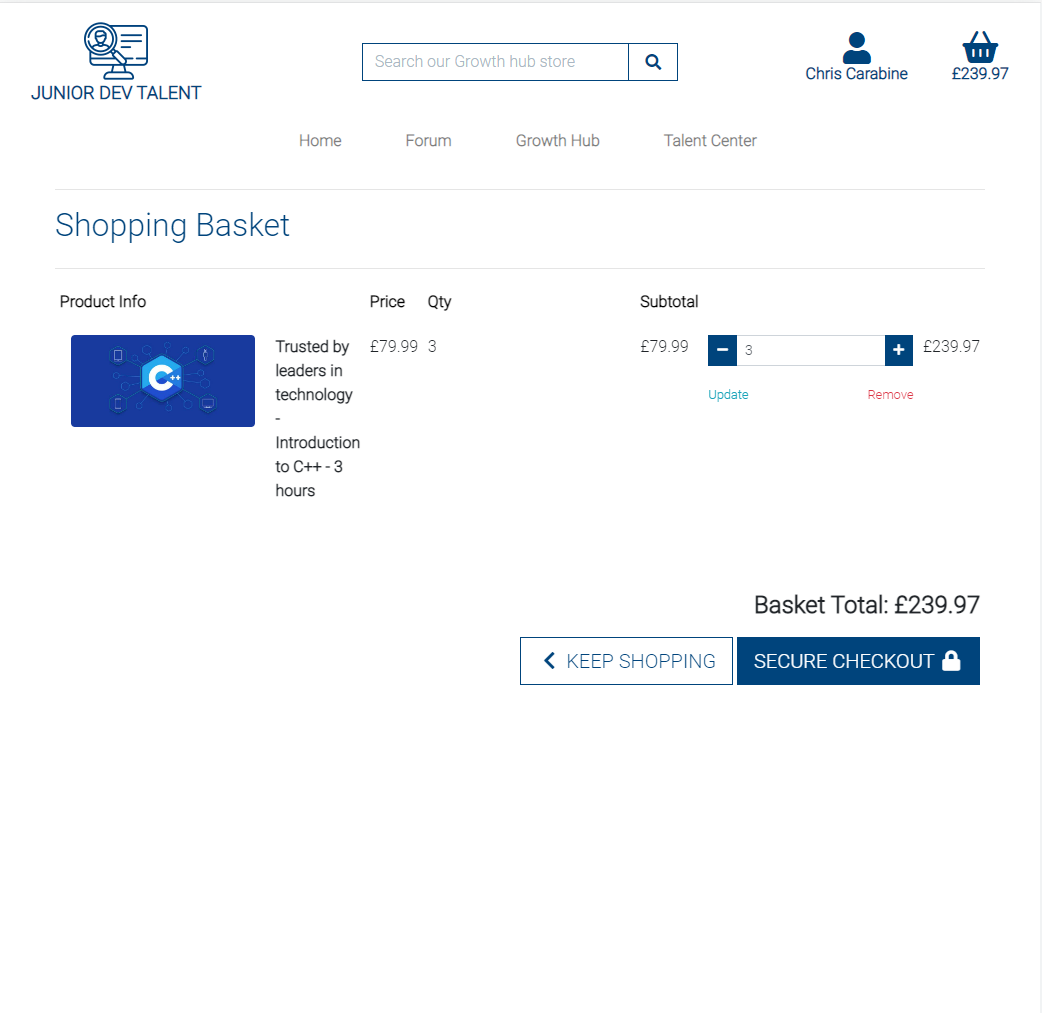 JUNIOR DEV TALENT
Search our Growth hub store
Chris Carabine
£239.97
Home Forum Growth Hub Talent Center
Shopping Basket
Product Info Price Qty Subtotal
C++
Trusted by
leaders in
technology
-
Introduction
to C++ - 3
hours
£79.99 3 £79.99 3 £239.97
Update Remove
Basket Total: £239.97
KEEP SHOPPING SECURE CHECKOUT